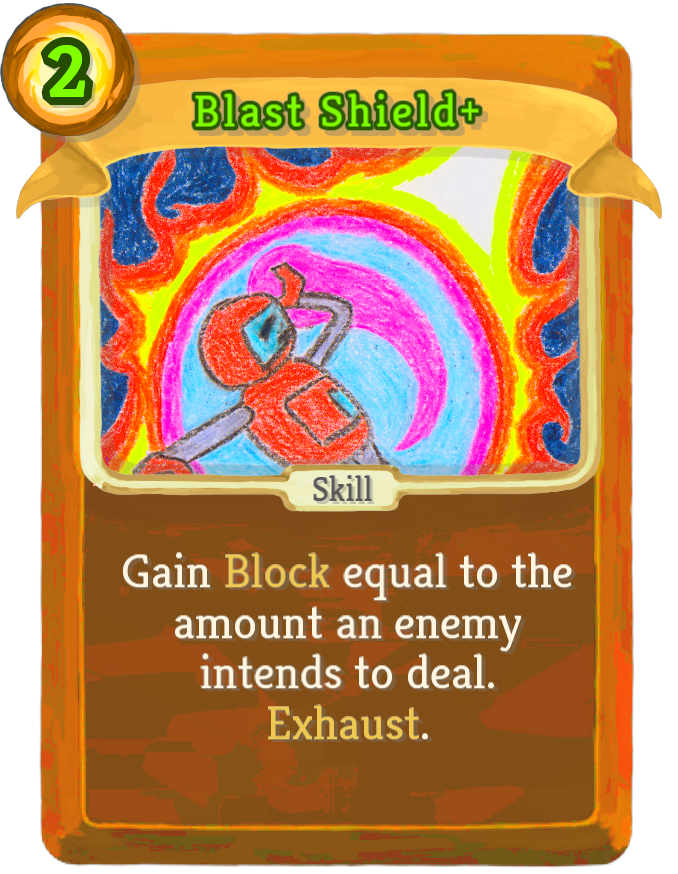 2
Blast Shield+
Skill
Gain Block equal to the
amount an enemy
intends to deal.
Exhaust.